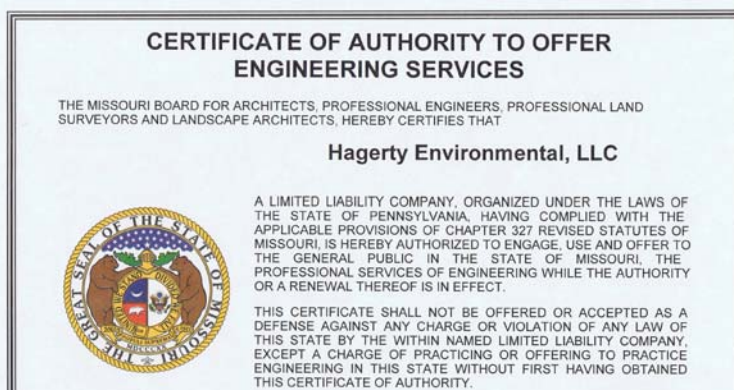 CERTIFICATE OF AUTHORITY TO OFFER
ENGINEERING SERVICES
THE MISSOURI BOARD FOR ARCHITECTS, PROFESSIONAL ENGINEERS, PROFESSIONAL LAND
SURVEYORS AND LANDSCAPE ARCHITECTS, HEREBY CERTIFIES THAT
Hagerty Environmental, LLC
A LIMITED LIABILITY COMPANY, ORGANIZED UNDER THE LAWS OF
THE STATE OF PENNSYLVANIA, HAVING COMPLIED WITH THE
APPLICABLE PROVISIONS OF CHAPTER 327 REVISED STATUTES OF
MISSOURI, IS HEREBY AUTHORIZED TO ENGAGE, USE AND OFFER TO
THE GENERAL PUBLIC IN THE STATE OF MISSOURI, THE
PROFESSIONAL SERVICES OF ENGINEERING WHILE THE AUTHORITY
OR A RENEWAL THEREOF IS IN EFFECT.
THIS CERTIFICATE SHALL NOT BE OFFERED OR ACCEPTED AS A
DEFENSE AGAINST ANY CHARGE OR VIOLATION OF ANY LAW OF
THIS STATE BY THE WITHIN NAMED LIMITED LIABILITY COMPANY,
EXCEPT A CHARGE OF PRACTICING OR OFFERING TO PRACTICE
ENGINEERING IN THIS STATE WITHOUT FIRST HAVING OBTAINED
THIS CERTIFICATE OF AUTHORITY.
THE GREAT SEAL OF THE STATE OF MISSOURI
MDCCCXX